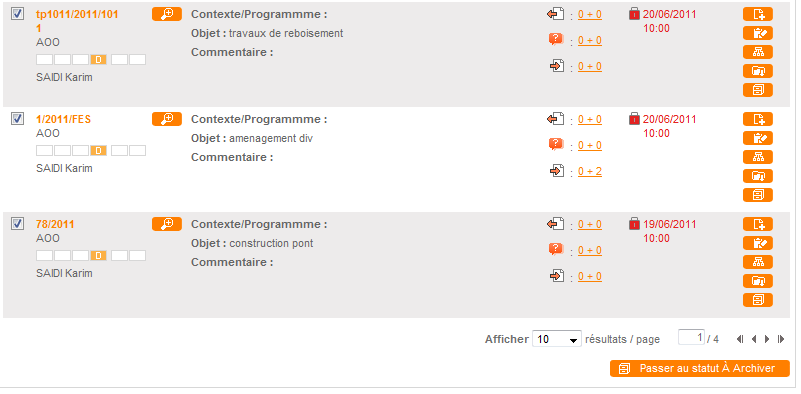 tp1011/2011/101
1
AOO
D
SAIDI Karim
Contexte/Programmme :
Objet : travaux de reboisement
Commentaire :
: 0 + 0
? : 0 + 0
: 0 + 0
20/06/2011
10:00
1/2011/FES
AOO
D
SAIDI Karim
Contexte/Programmme :
Objet : amenagement div
Commentaire :
: 0 + 0
? : 0 + 0
: 0 + 2
20/06/2011
10:00
78/2011
AOO
D
SAIDI Karim
Contexte/Programmme :
Objet : construction pont
Commentaire :
: 0 + 0
? : 0 + 0
: 0 + 0
19/06/2011
10:00
Afficher 10 résultats / page 1 / 4
Passer au statut À Archiver